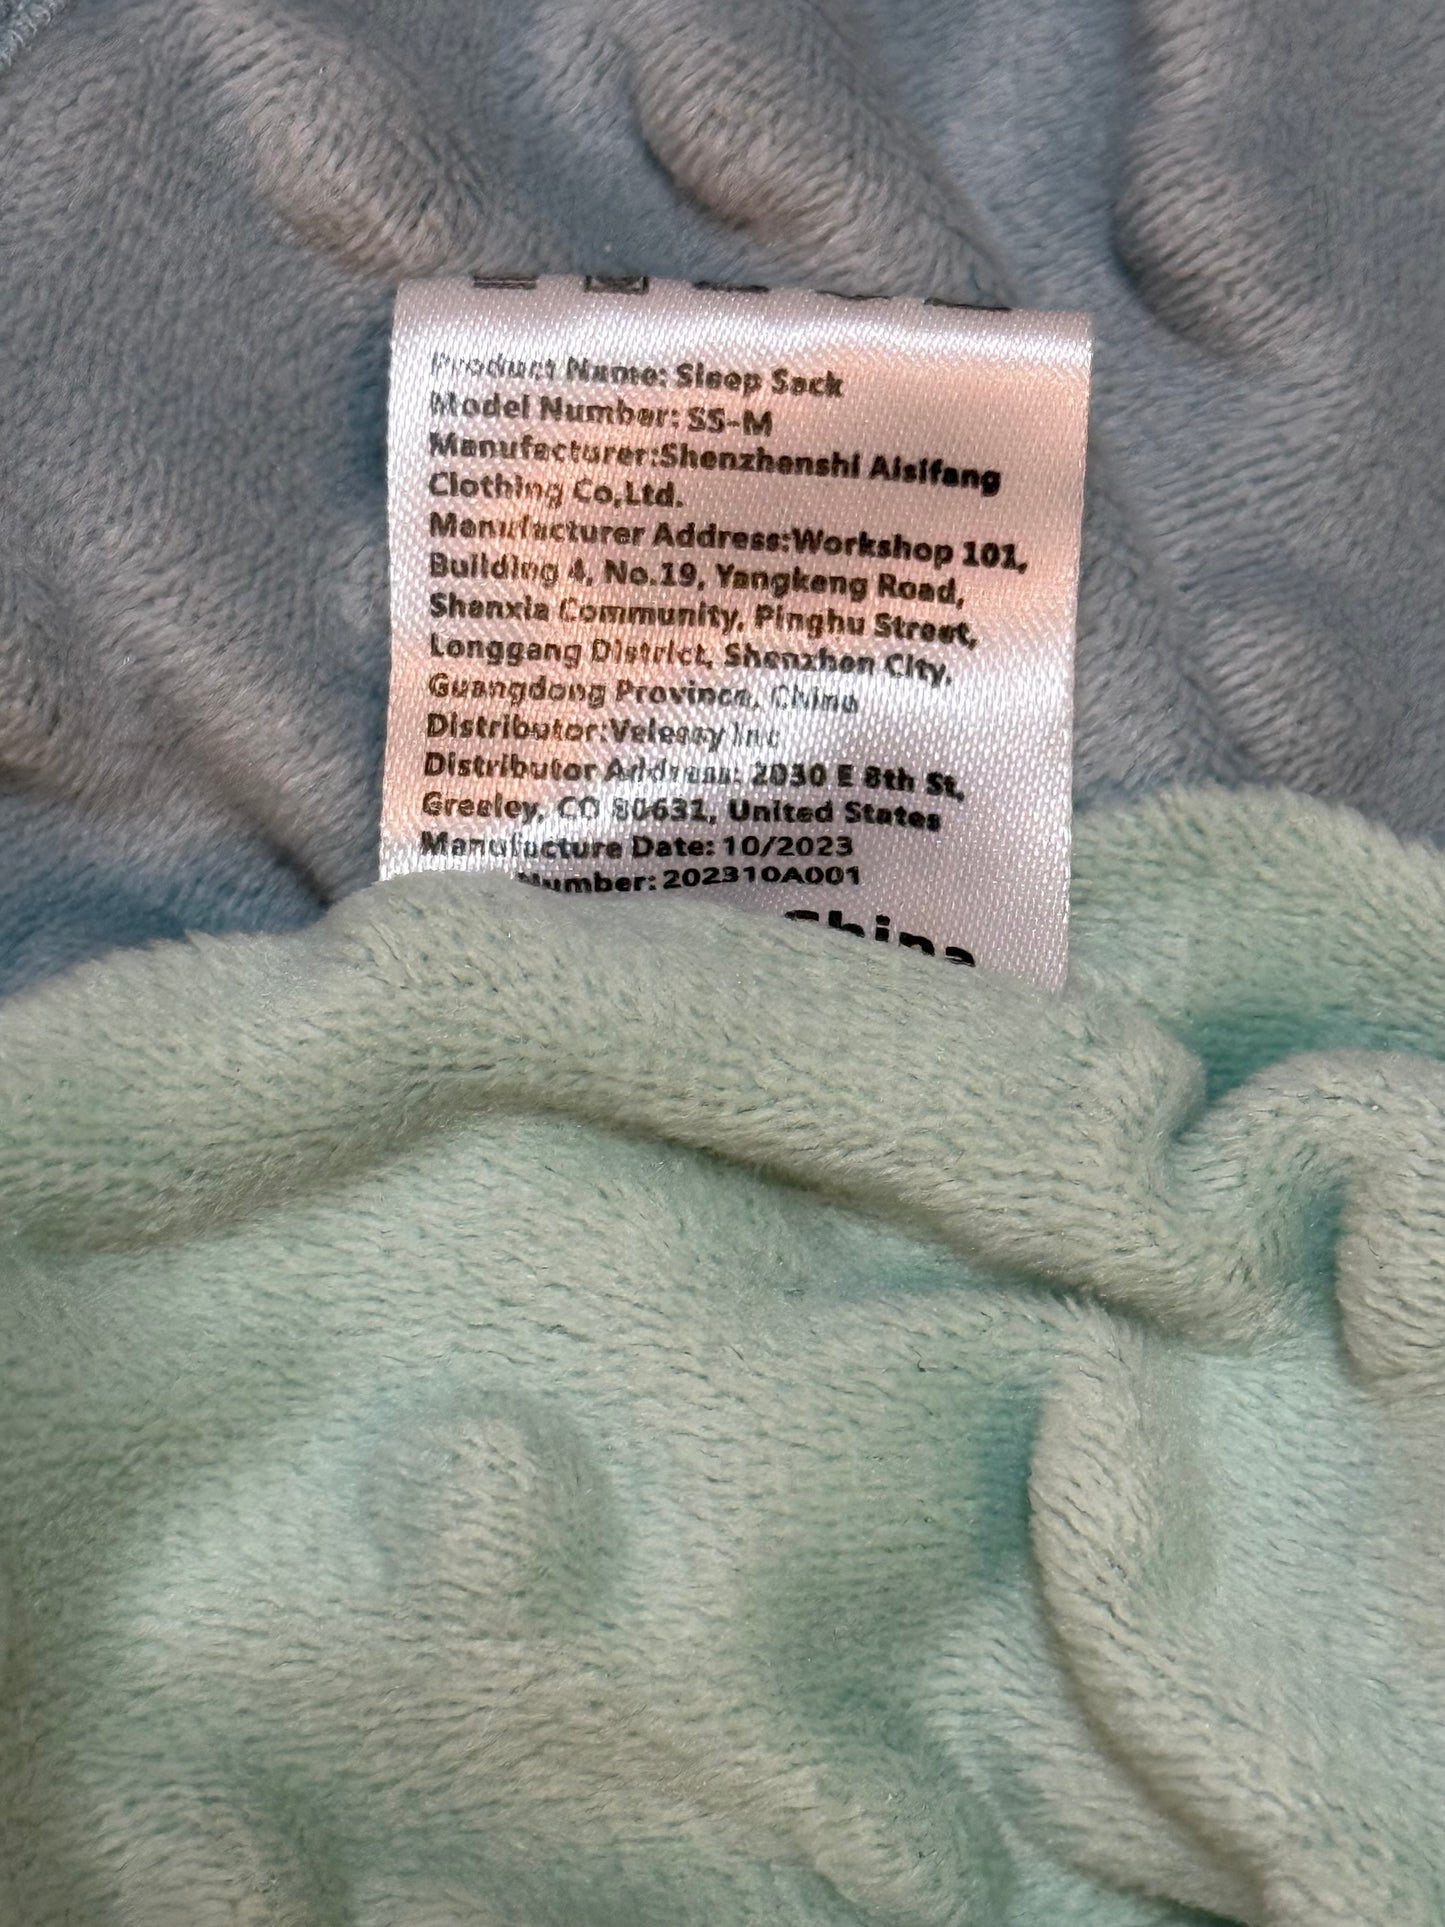 Product Name: Sleep Sack
Model Number: SS-M
Manufacturer:Shenzhenshi Aisifang
Clothing Co,Ltd.
Manufacturer Address:Workshop 101,
Building 4, No.19, Yangkeng Road,
Shanxia Community, Pinghu Street,
Longgang District, Shenzhen City,
Guangdong Province, China
Distributor:Velessy Inc
Distributor Address: 2030 E 8th St,
Greeley, CO 80631, United States
Manufacture Date: 10/2023
Number: 202310A001
China